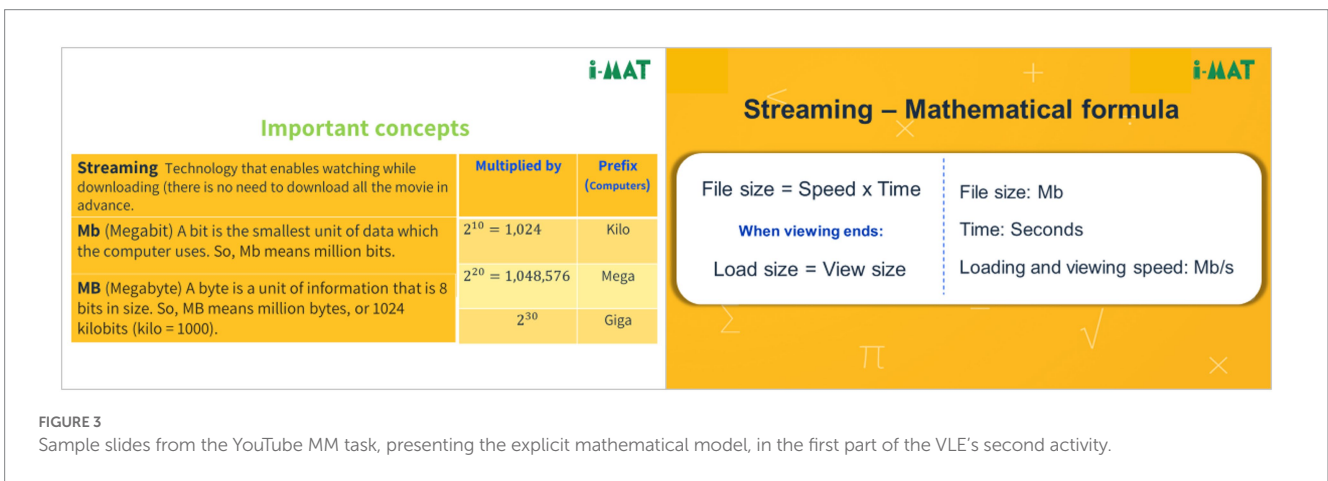 i-MAT
Important concepts
Streaming Technology that enables watching while
downloading (there is no need to download all the movie in
advance.
Mb (Megabit) A bit is the smallest unit of data which
the computer uses. So, Mb means million bits.
MB (Megabyte) A byte is a unit of information that is 8
bits in size. So, MB means million bytes, or 1024
kilobits (kilo = 1000).
Multiplied by
Prefix
(Computers)
2¹⁰ = 1,024
Kilo
2²⁰ = 1,048,576
Mega
2³⁰
Giga
i-MAT
Streaming – Mathematical formula
File size = Speed x Time
When viewing ends:
Load size = View size
File size: Mb
Time: Seconds
Loading and viewing speed: Mb/s
FIGURE 3
Sample slides from the YouTube MM task, presenting the explicit mathematical model, in the first part of the VLE’s second activity.